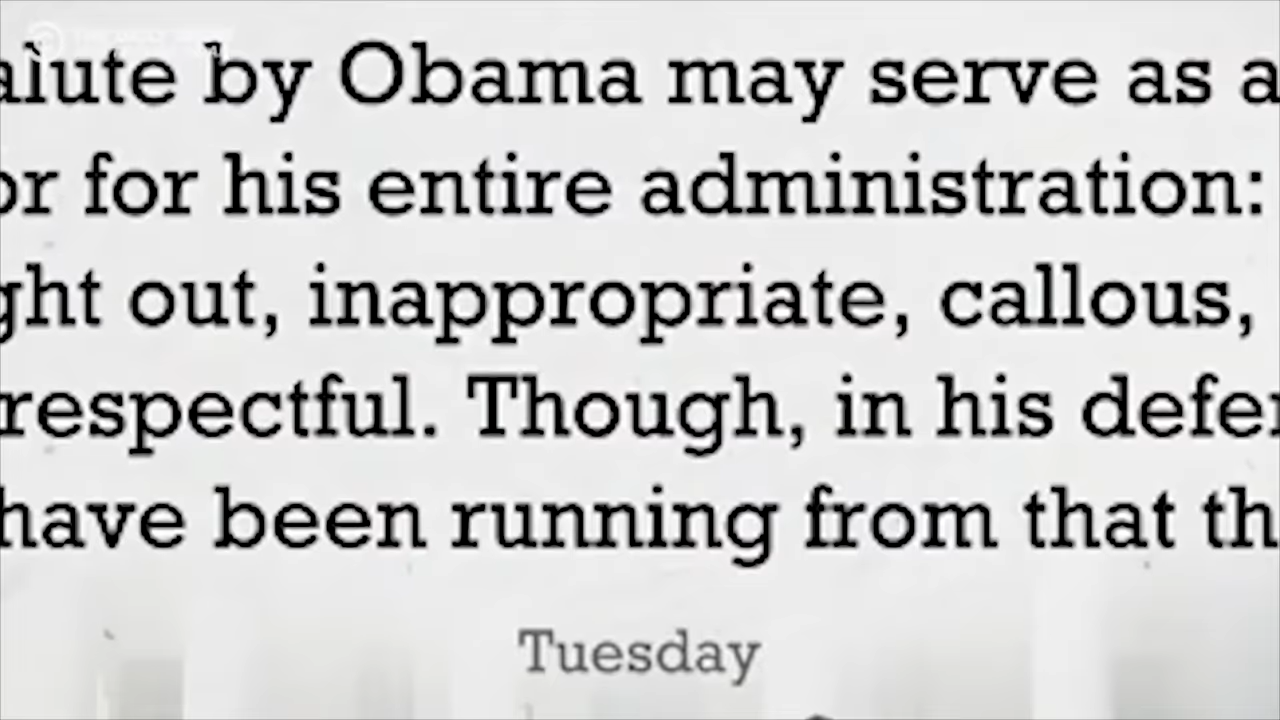 alute by Obama may serve as a
or for his entire administration:
ght out, inappropriate, callous,
respectful. Though, in his defen
have been running from that th
Tuesday